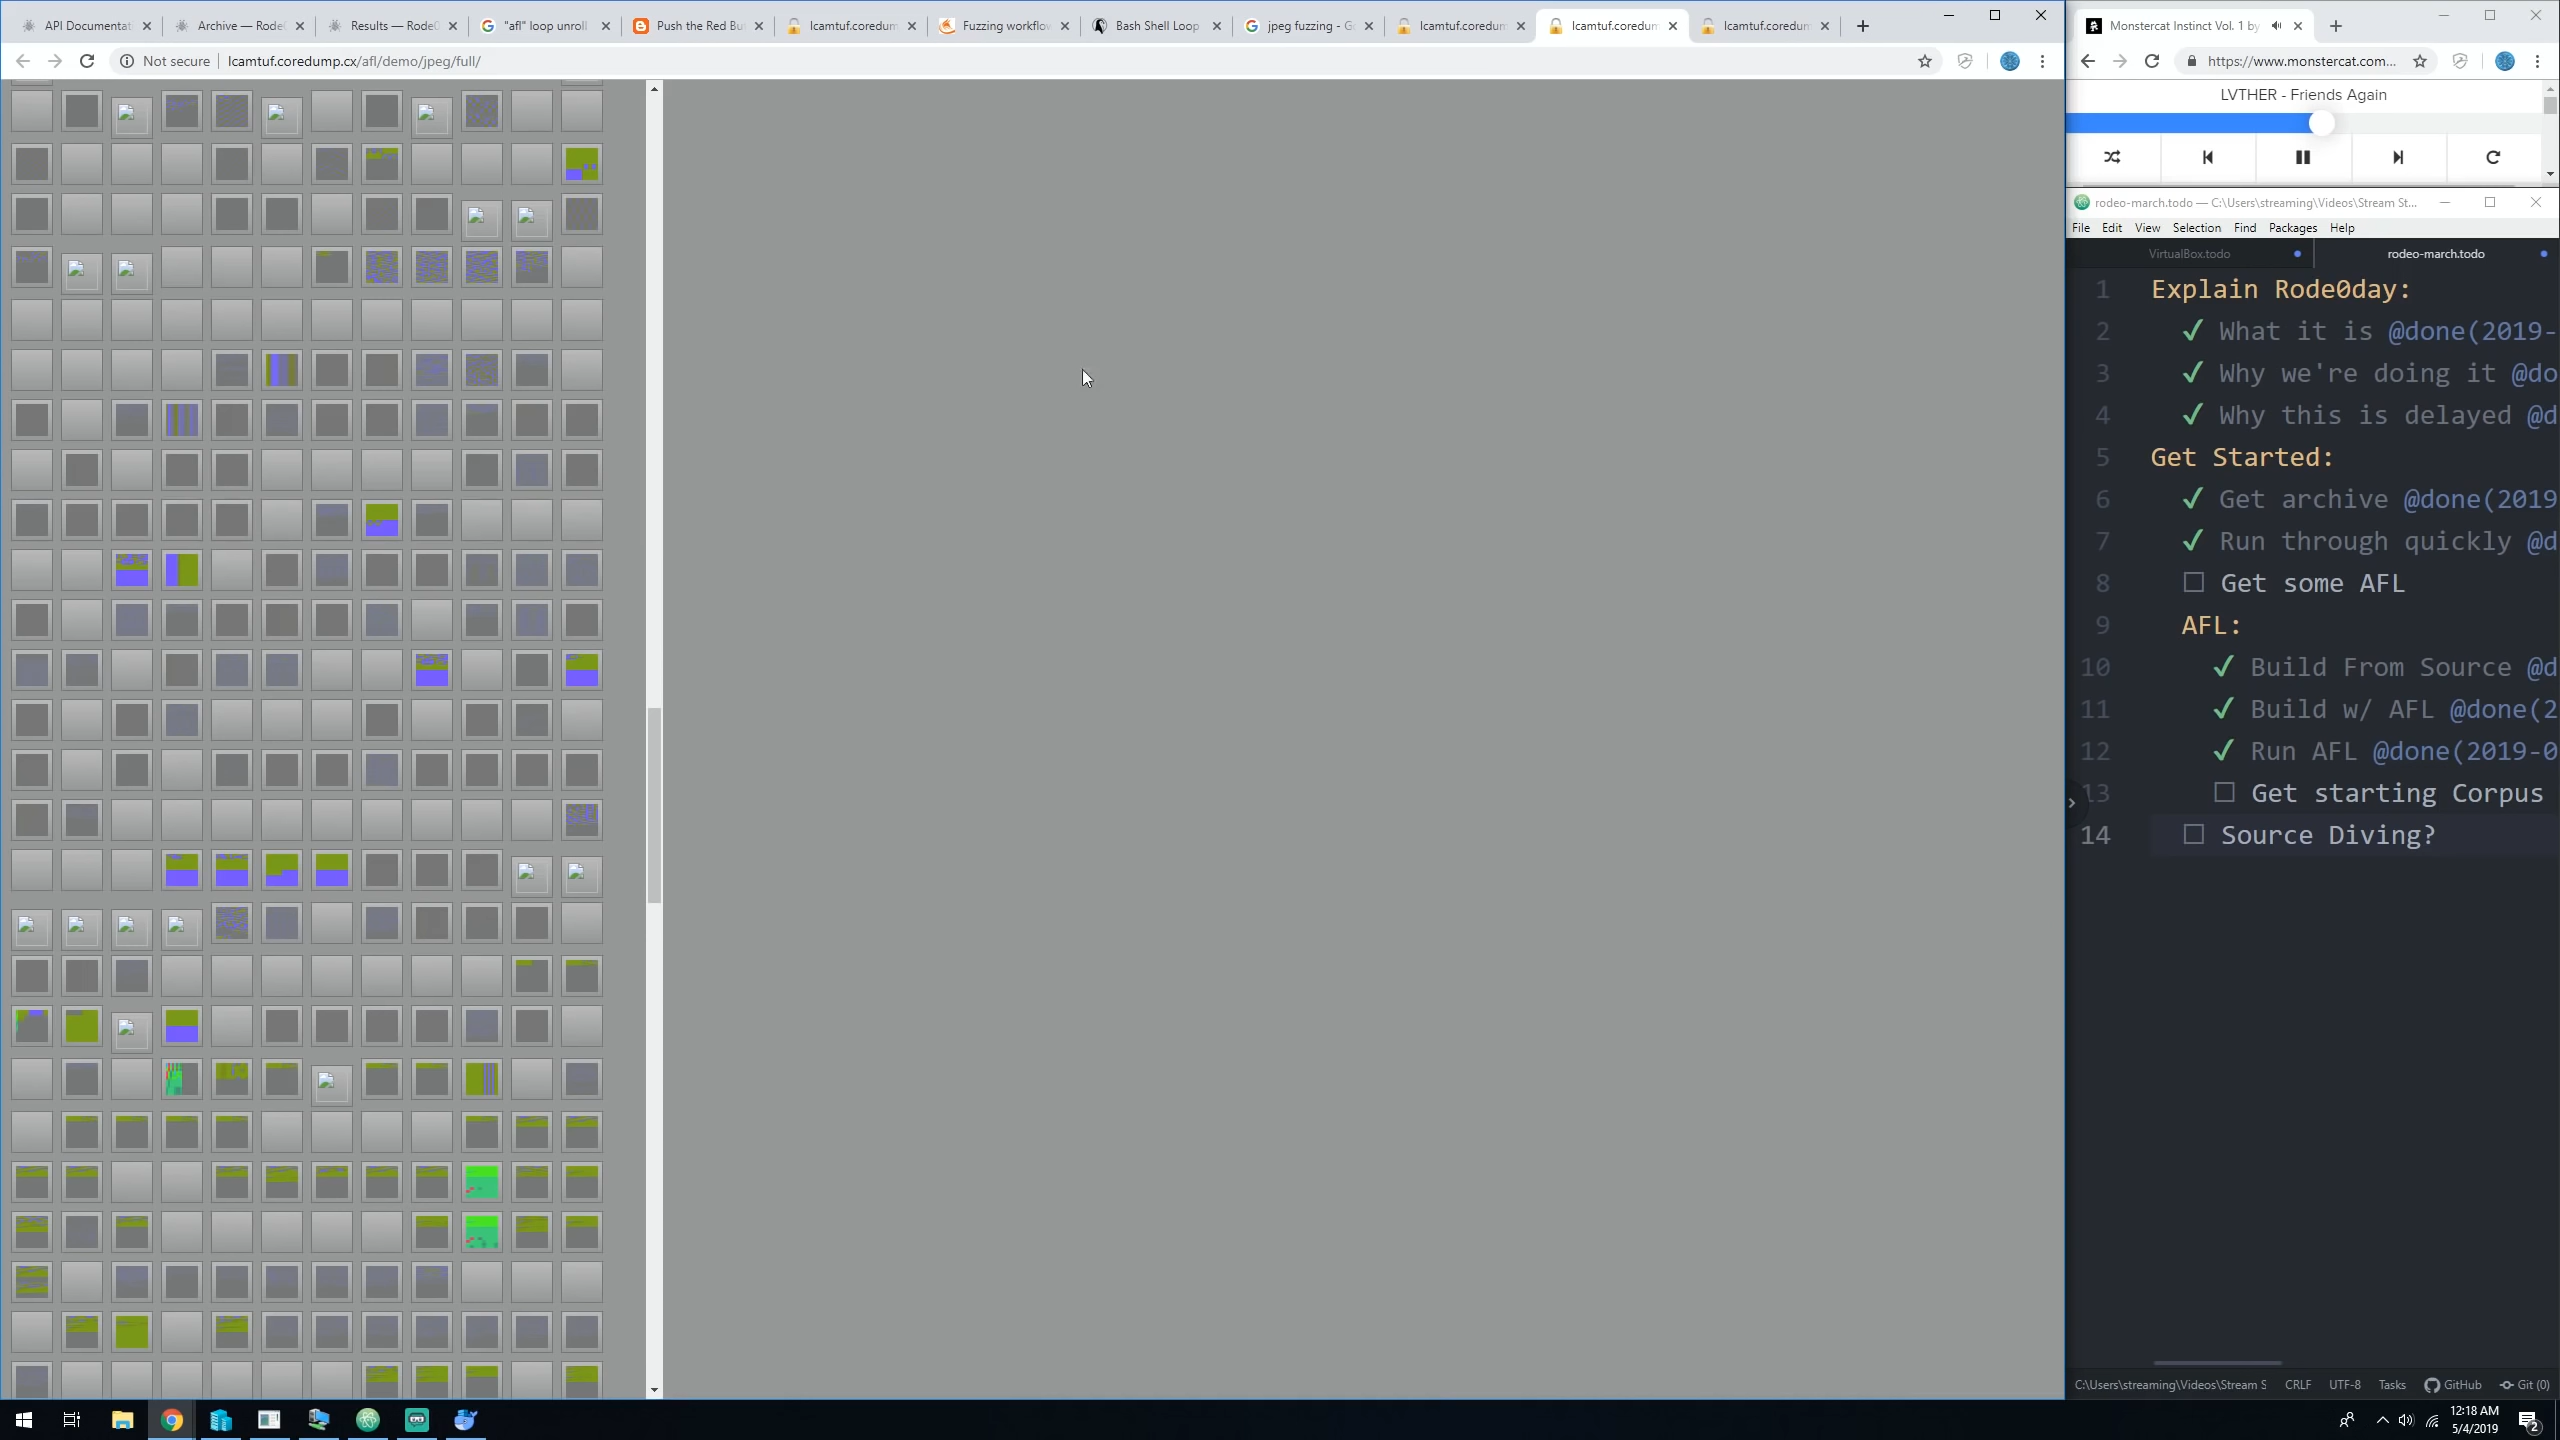 API Documentat
Archive — Rode
Results — Rode0
"afl" loop unroll
Push the Red Bu
lcamtuf.coredum
Fuzzing workflov
Bash Shell Loop
jpeg fuzzing - G
lcamtuf.coredum
lcamtuf.coredum
lcamtuf.coredum
Not secure
lcamtuf.coredump.cx/afl/demo/jpeg/full/
Monstercat Instinct Vol. 1 by
https://www.monstercat.com...
LVTHER - Friends Again
rodeo-march.todo — C:\Users\streaming\Videos\Stream St...
File Edit View Selection Find Packages Help
VirtualBox.todo
rodeo-march.todo
1 Explain Rode0day:
2 ✓ What it is @done(2019-
3 ✓ Why we're doing it @do
4 ✓ Why this is delayed @d
5 Get Started:
6 ✓ Get archive @done(2019
7 ✓ Run through quickly @d
8 ☐ Get some AFL
9 AFL:
10 ✓ Build From Source @d
11 ✓ Build w/ AFL @done(2
12 ✓ Run AFL @done(2019-0
13 ☐ Get starting Corpus
14 ☐ Source Diving?
C:\Users\streaming\Videos\Stream S CRLF UTF-8 Tasks GitHub Git (0)
12:18 AM
5/4/2019
2